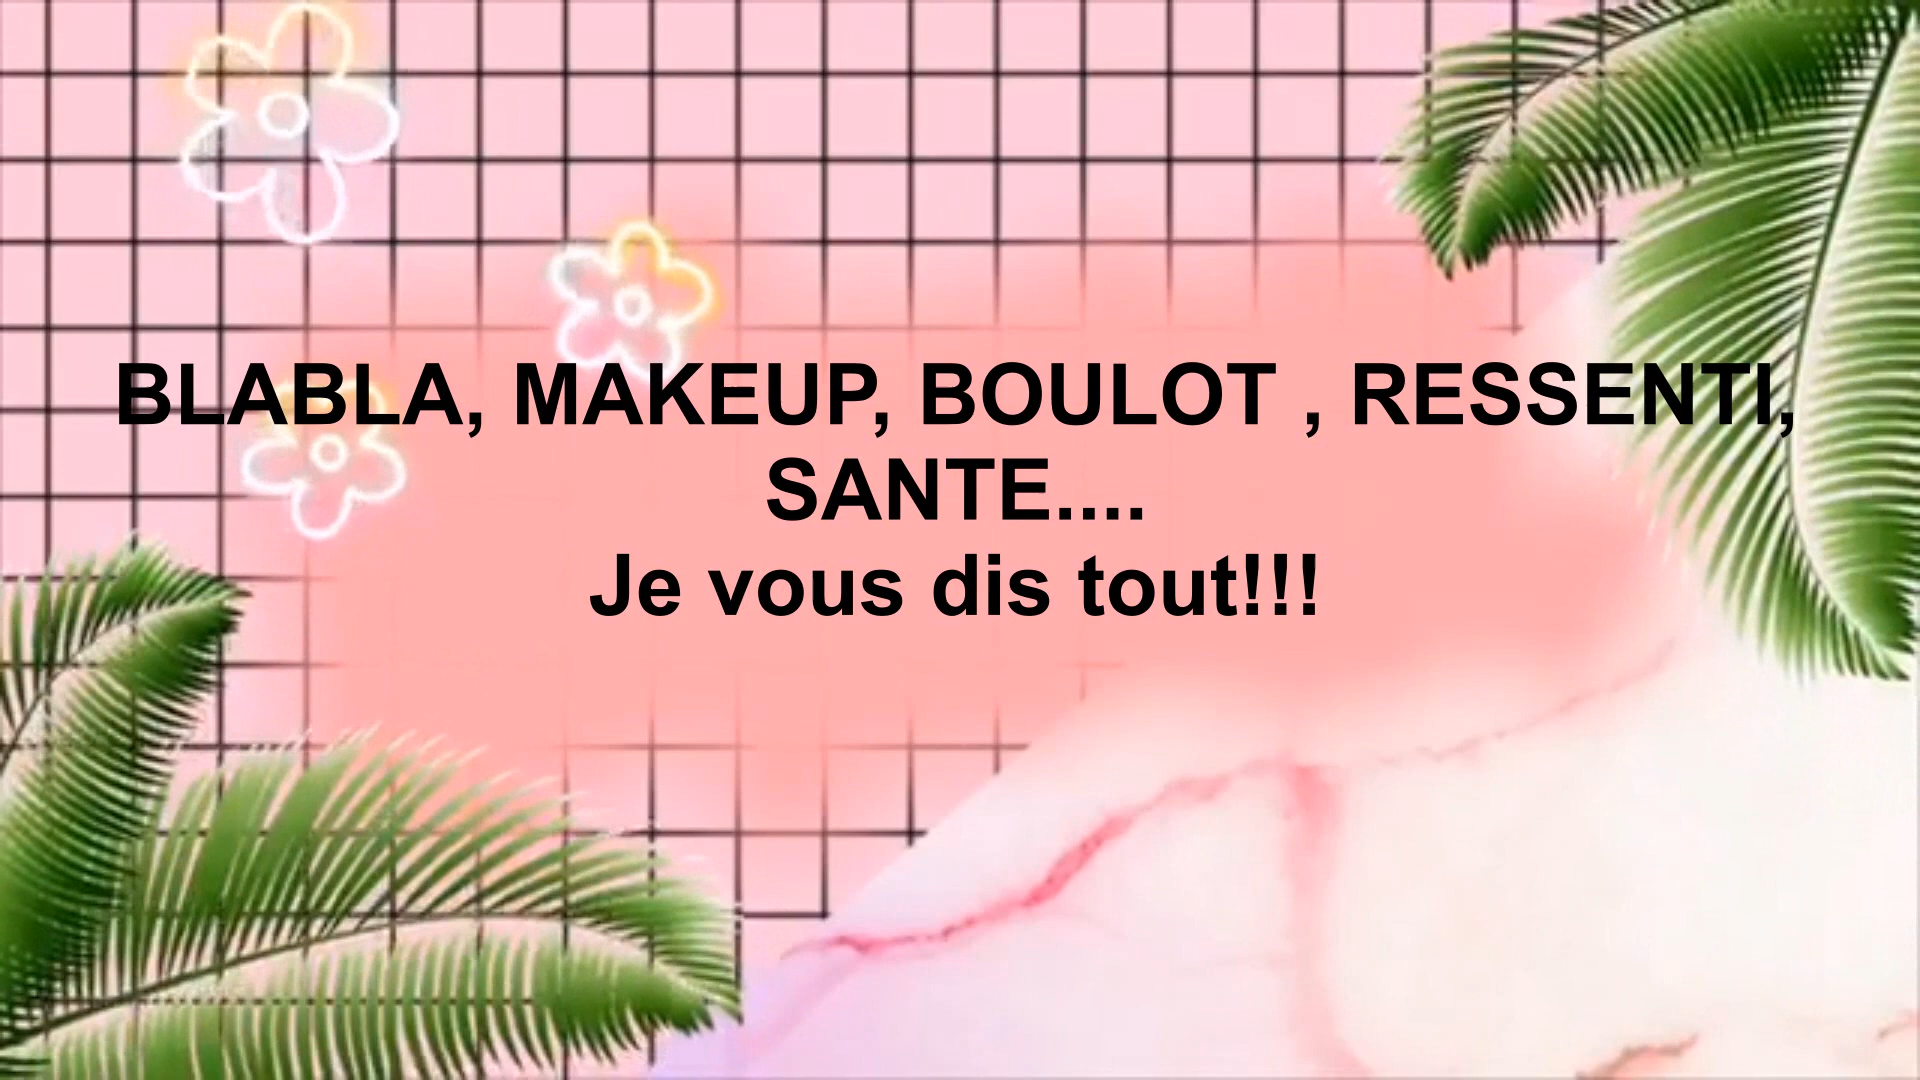 BLABLA, MAKEUP, BOULOT , RESSENTI,
SANTE....
Je vous dis tout!!!